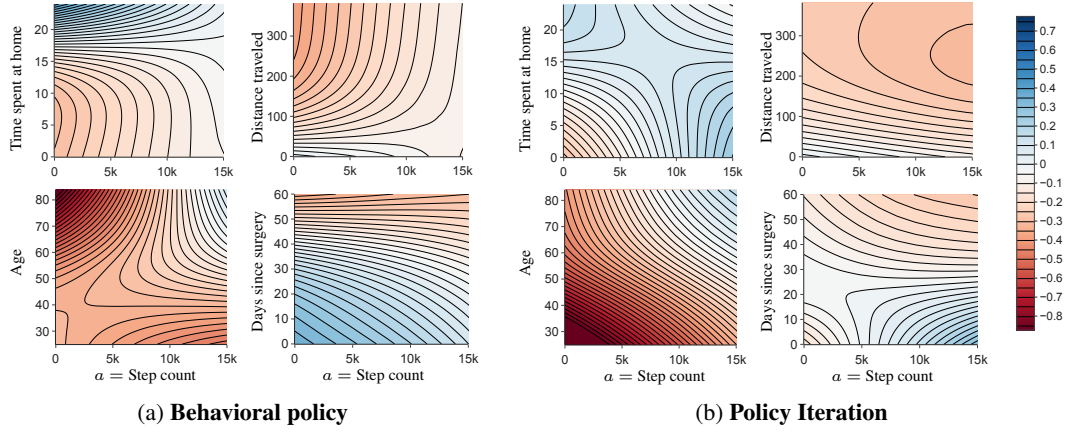 Time spent at home
20
15
10
5
0
0
5k
10k
15k
Distance traveled
300
200
100
0
0
5k
10k
15k
Age
80
70
60
50
40
30
0
5k
10k
15k
a = Step count
Days since surgery
60
50
40
30
20
10
0
0
5k
10k
15k
a = Step count
(a) Behavioral policy
Time spent at home
20
15
10
5
0
0
5k
10k
15k
Distance traveled
300
200
100
0
0
5k
10k
15k
Age
80
70
60
50
40
30
0
5k
10k
15k
a = Step count
Days since surgery
60
50
40
30
20
10
0
0
5k
10k
15k
a = Step count
(b) Policy Iteration
0.7
0.6
0.5
0.4
0.3
0.2
0.1
0
−0.1
−0.2
−0.3
−0.4
−0.5
−0.6
−0.7
−0.8